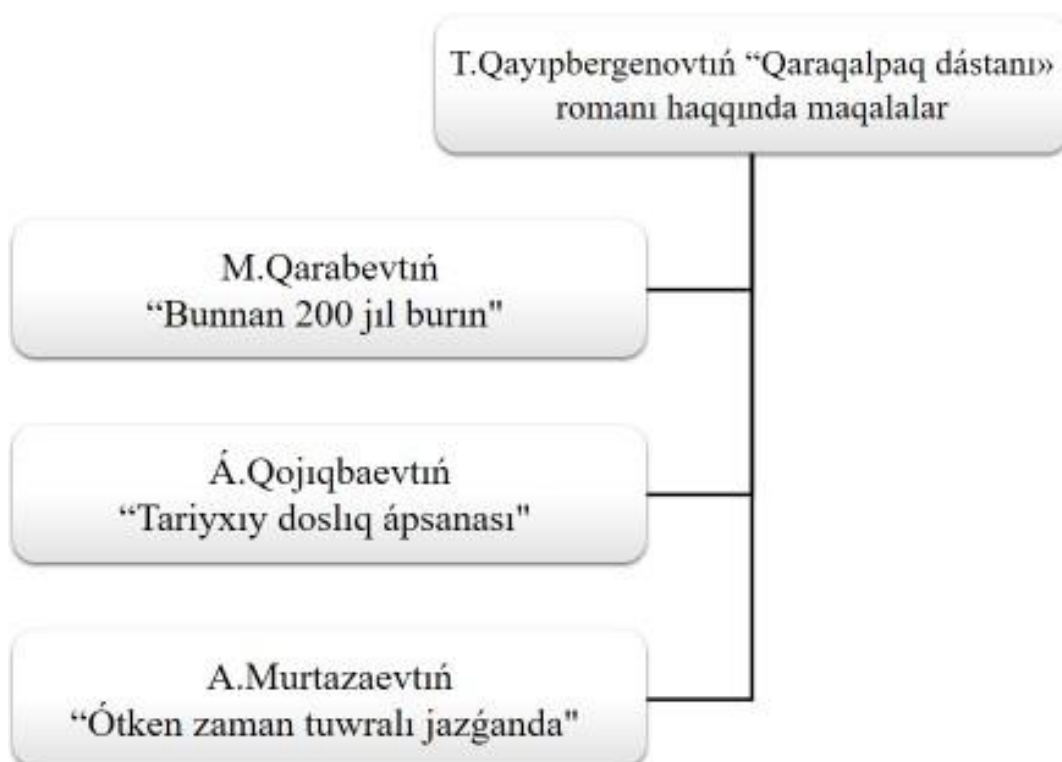 T.Qayıpbergenovtıń “Qaraqalpaq dástanı»
romanı haqqında maqalalar
M.Qarabevtıń
“Bunnan 200 jıl burın"
Á.Qojıqbaevtıń
“Tariyxıy doslıq ápsanası"
A.Murtazaevtıń
“Ótken zaman tuwralı jazǵanda"